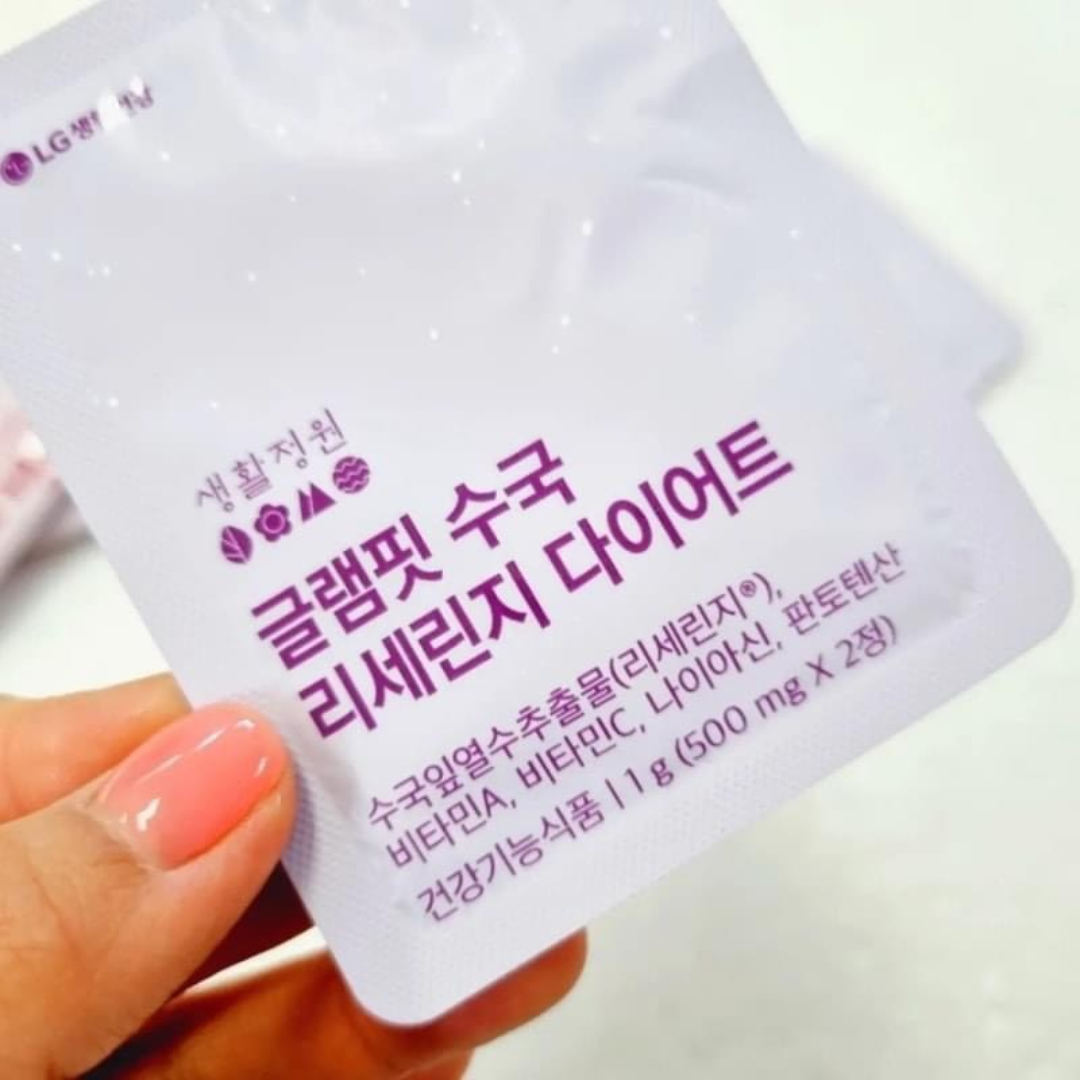 LG 생
생활정원
글램핏 수국
리세린지 다이어트
수국잎열수추출물(리세린지®),
비타민A, 비타민C, 나이아신, 판토텐산
건강기능식품 | 1 g (500 mg X 2정)